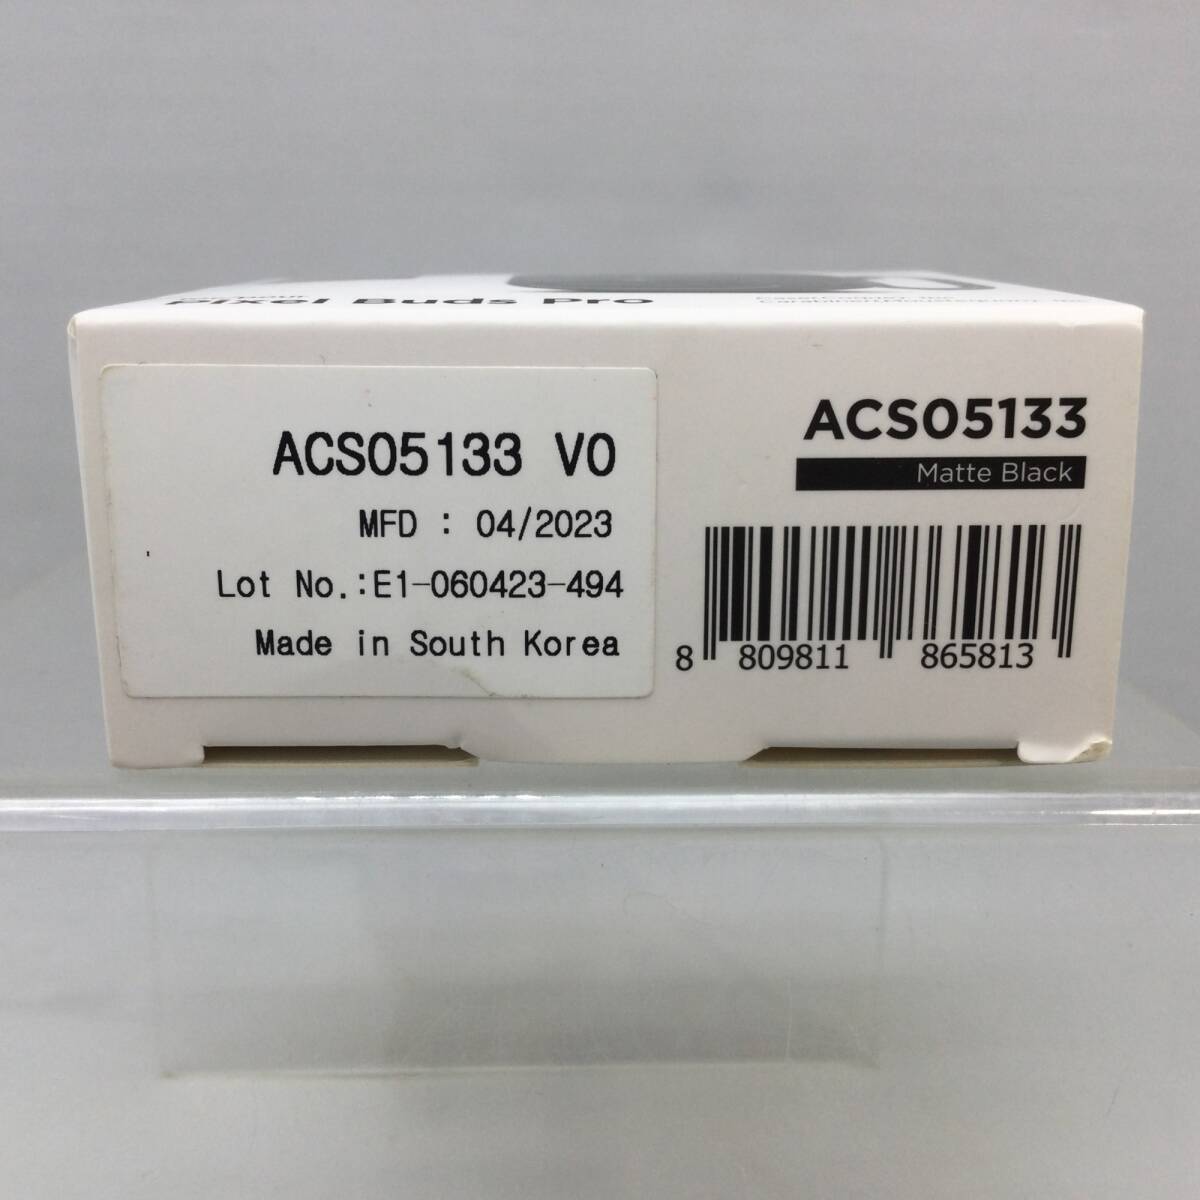 Pixel Buds Pro
ACS05133 V0
MFD : 04/2023
Lot No.:E1-060423-494
Made in South Korea
ACS05133
Matte Black
8 809811 865813